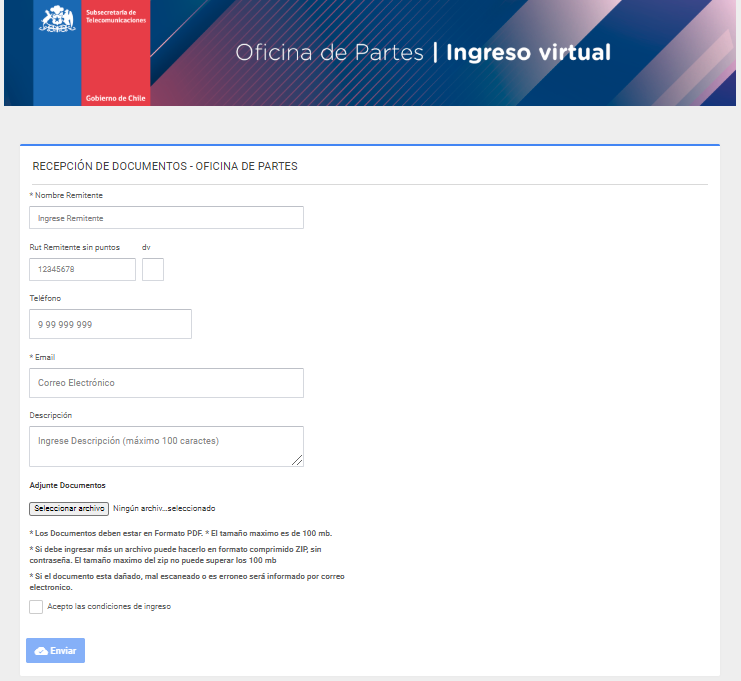 Subsecretaría de
Telecomunicaciones
Gobierno de Chile
Oficina de Partes | Ingreso virtual
RECEPCIÓN DE DOCUMENTOS - OFICINA DE PARTES
* Nombre Remitente
Ingrese Remitente
Rut Remitente sin puntos dv
12345678
Teléfono
9 99 999 999
* Email
Correo Electrónico
Descripción
Ingrese Descripción (máximo 100 caractes)
Adjunte Documentos
Seleccionar archivo Ningún archiv...seleccionado
* Los Documentos deben estar en Formato PDF. * El tamaño maximo es de 100 mb.
* Si debe ingresar más un archivo puede hacerlo en formato comprimido ZIP, sin
contraseña. El tamaño maximo del zip no puede superar los 100 mb
* Si el documento esta dañado, mal escaneado o es erroneo será informado por correo
electronico.
Acepto las condiciones de ingreso
Enviar